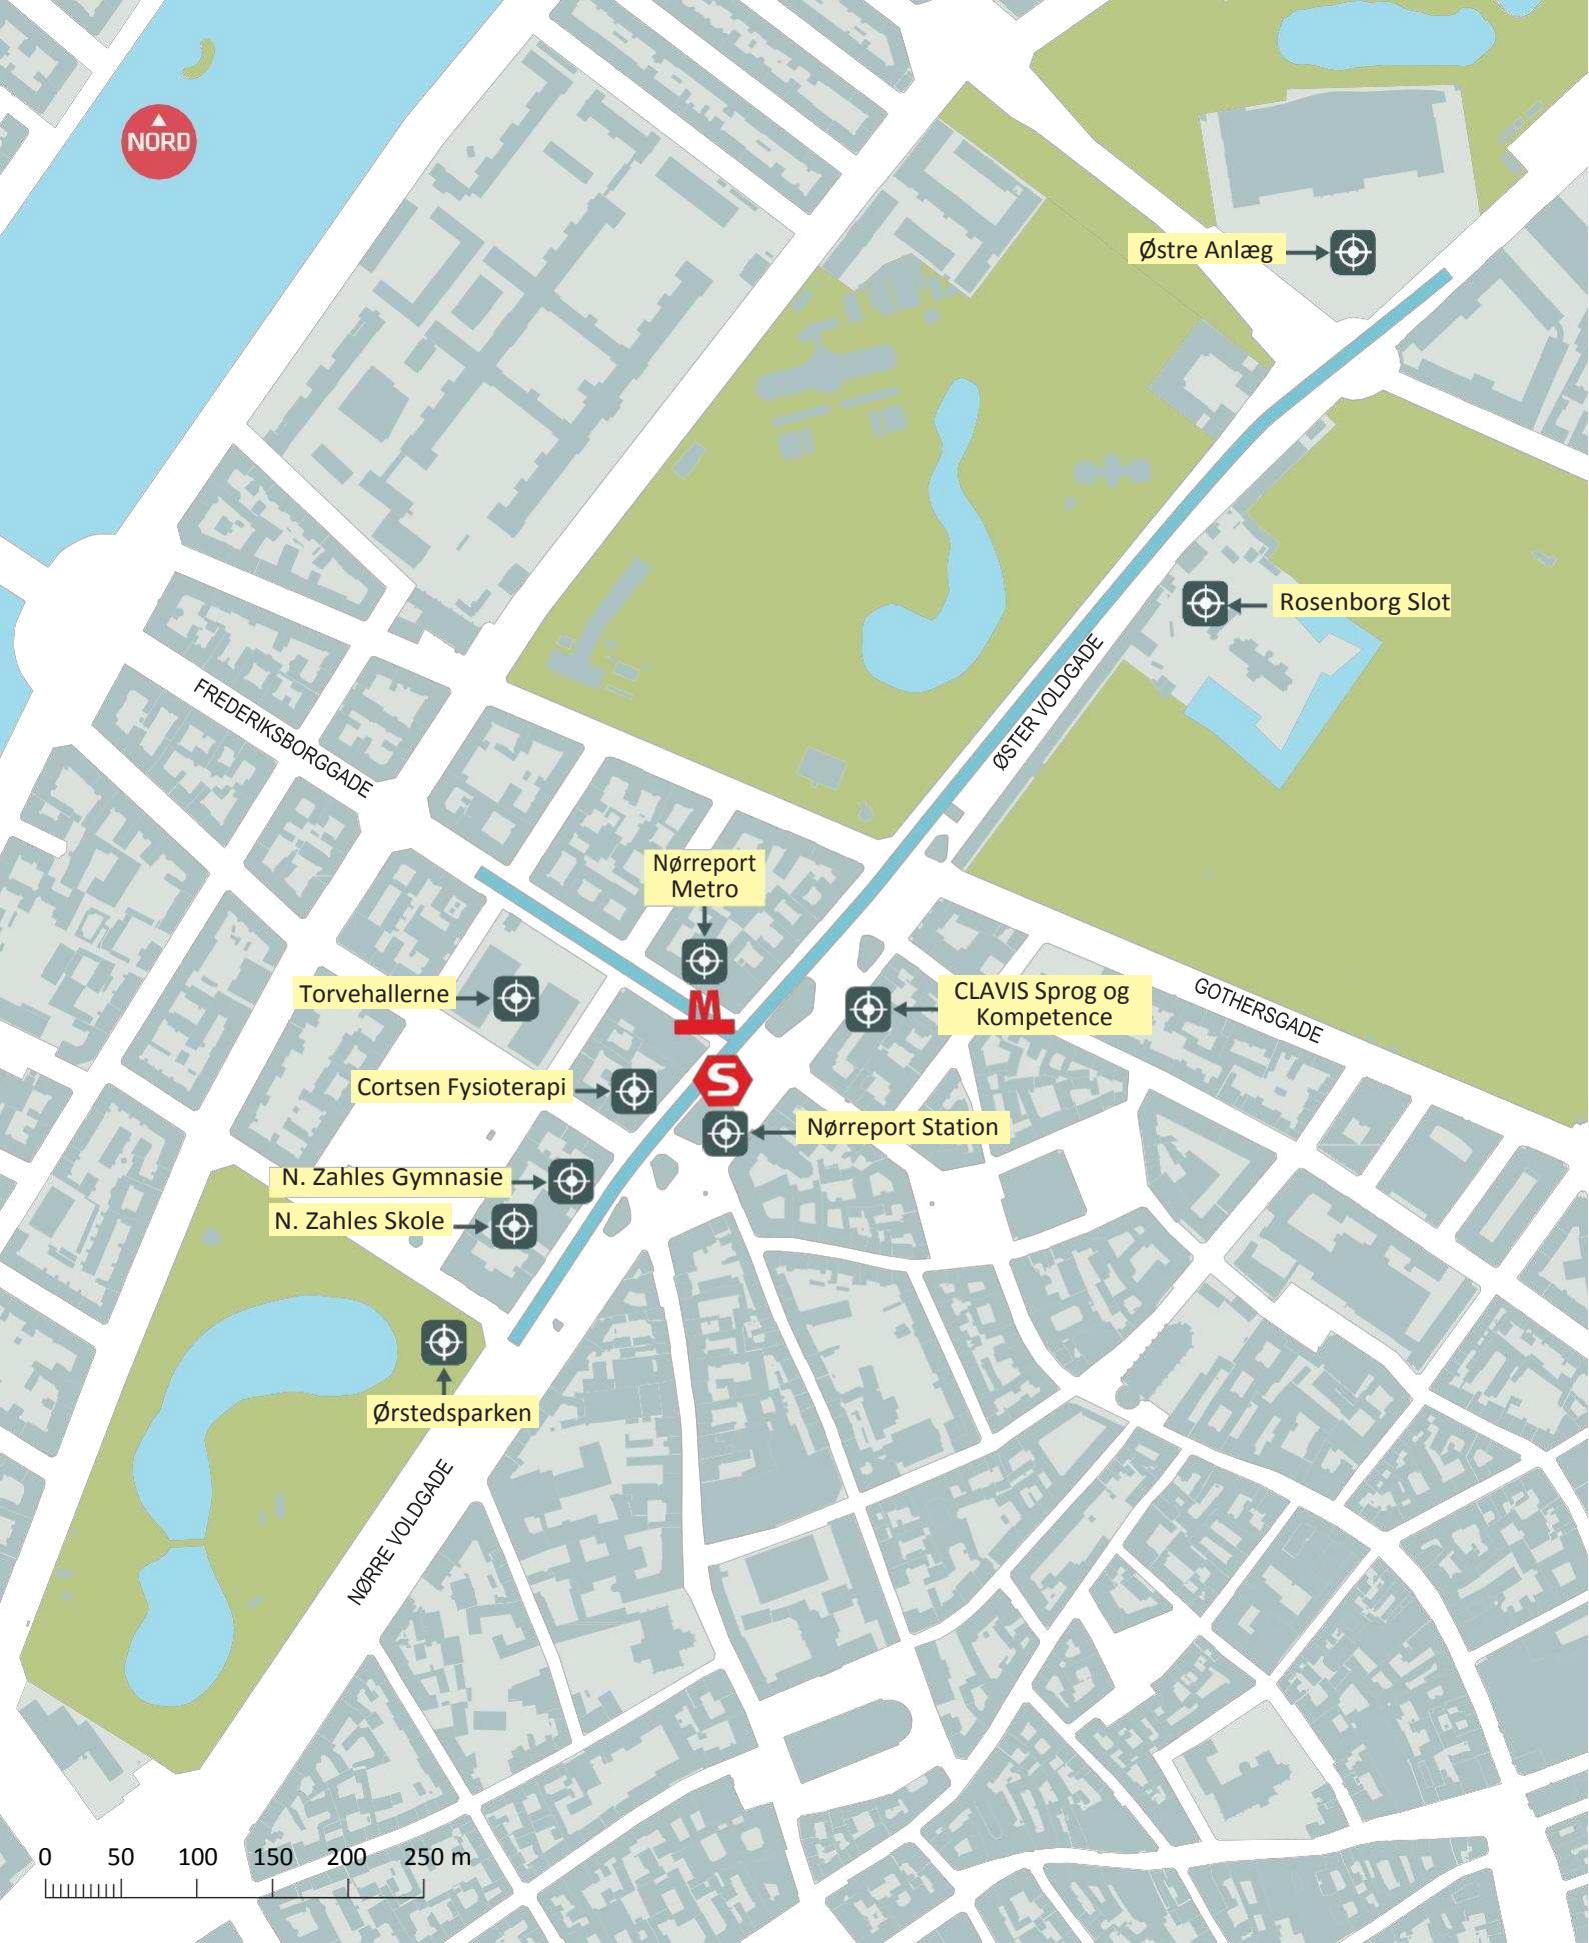 NORD
Østre Anlæg
Rosenborg Slot
ØSTER VOLDGADE
FREDERIKSBORGGADE
Nørreport
Metro
Torvehallerne
CLAVIS Sprog og
Kompetence
GOTHERSGADE
M
S
Cortsen Fysioterapi
Nørreport Station
N. Zahles Gymnasie
N. Zahles Skole
Ørstedsparken
NØRRE VOLDGADE
0 50 100 150 200 250 m